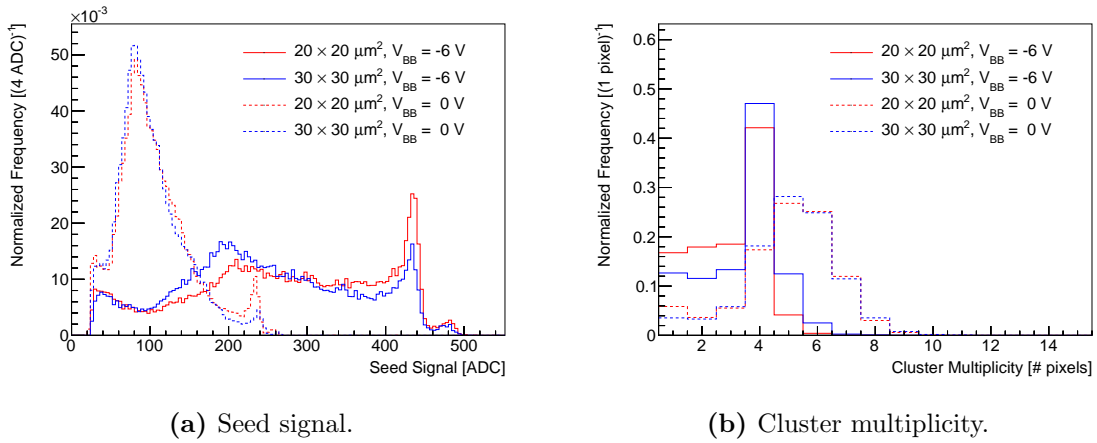 ×10⁻³
Normalized Frequency [(4 ADC)⁻¹]
50
40
30
20
10
0
20 × 20 μm², V_BB = -6 V
30 × 30 μm², V_BB = -6 V
20 × 20 μm², V_BB = 0 V
30 × 30 μm², V_BB = 0 V
0 100 200 300 400 500
Seed Signal [ADC]
(a) Seed signal.
Normalized Frequency [(1 pixel)⁻¹]
0.6
0.5
0.4
0.3
0.2
0.1
0
20 × 20 μm², V_BB = -6 V
30 × 30 μm², V_BB = -6 V
20 × 20 μm², V_BB = 0 V
30 × 30 μm², V_BB = 0 V
2 4 6 8 10 12 14
Cluster Multiplicity [# pixels]
(b) Cluster multiplicity.